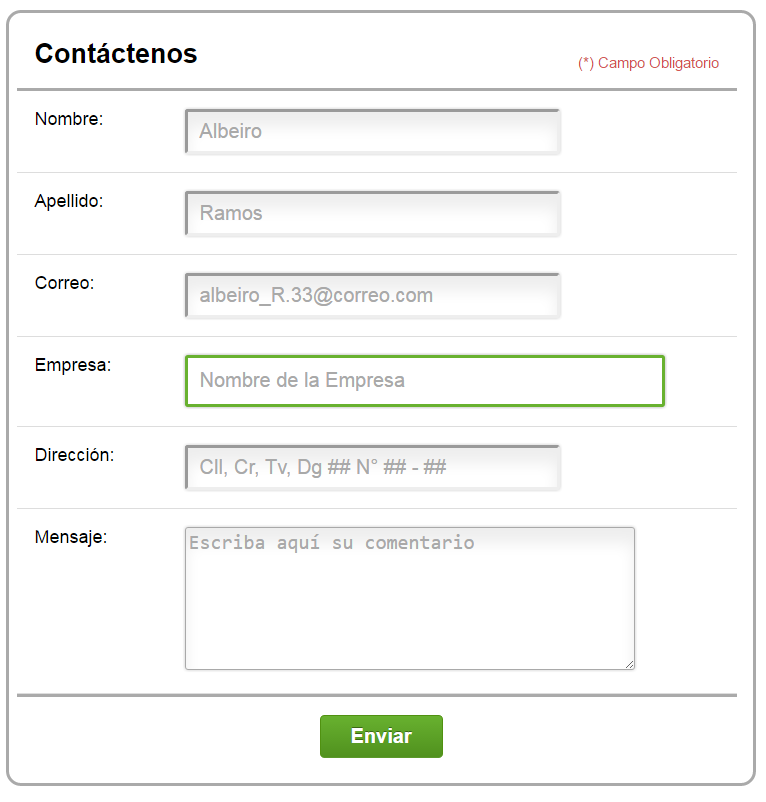 Contáctenos
(*) Campo Obligatorio
Nombre:
Albeiro
Apellido:
Ramos
Correo:
albeiro_R.33@correo.com
Empresa:
Nombre de la Empresa
Dirección:
Cll, Cr, Tv, Dg ## N° ## - ##
Mensaje:
Escriba aquí su comentario
Enviar